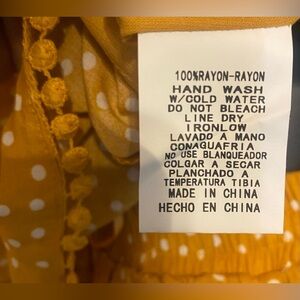 100%RAYON-RAYON
HAND WASH
W/COLD WATER
DO NOT BLEACH
LINE DRY
IRONLOW
LAVADO A MANO
CONAGUAFRIA
NO USE BLANQUEADOR
COLGAR A SECAR
PLANCHADO A
TEMPERATURA TIBIA
MADE IN CHINA
HECHO EN CHINA